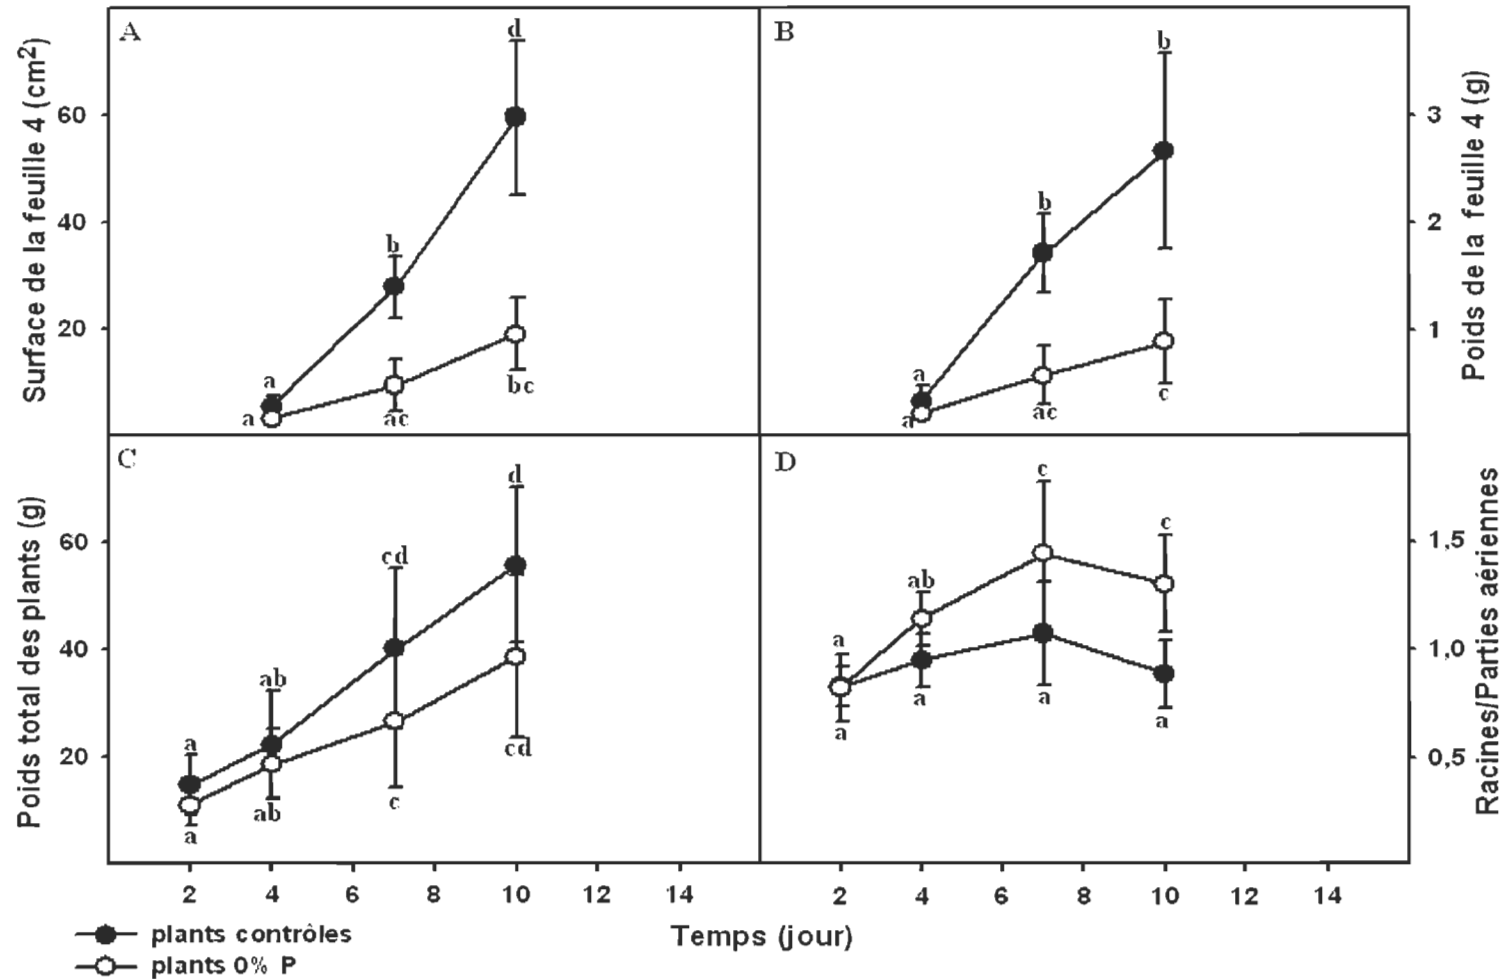 A
B
d
b
Surface de la feuille 4 (cm²)
Poids de la feuille 4 (g)
60
3
b
b
40
2
20
1
a
a
bc
c
a
ac
a
ac
C
D
d
c
Poids total des plants (g)
Racines/Parties aériennes
60
cd
1,5
c
ab
ab
40
1,0
a
a
a
a
a
20
0,5
a
ab
c
cd
a
a
2 4 6 8 10 12 14
2 4 6 8 10 12 14
Temps (jour)
plants contrôles
plants 0% P